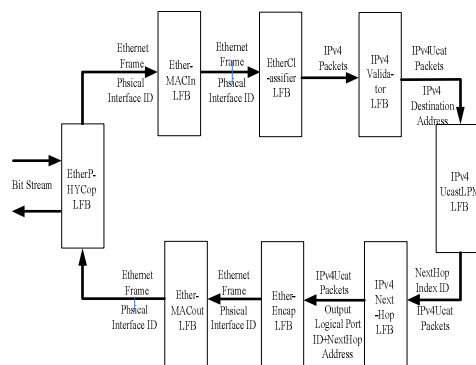 Ethernet
Frame
Phsical
Interface ID
Ether-
MACIn
LFB
Ethernet
Frame
Phsical
Interface ID
EtherCl
-assifier
LFB
IPv4
Packets
IPv4
Valida-
tor
LFB
IPv4Ucat
Packets
IPv4
Destination
Address
EtherP-
HYCop
LFB
Bit Stream
IPv4
UcastLPM
LFB
Ethernet
Frame
Physical
Interface ID
Ether-
MACout
LFB
Ethernet
Frame
Physical
Interface ID
Ether-
Encap
LFB
IPv4Ucat
Packets
Output
Logical Port
ID+NextHop
Address
IPv4
Next
-Hop
LFB
NextHop
Index ID
IPv4Ucat
Packets